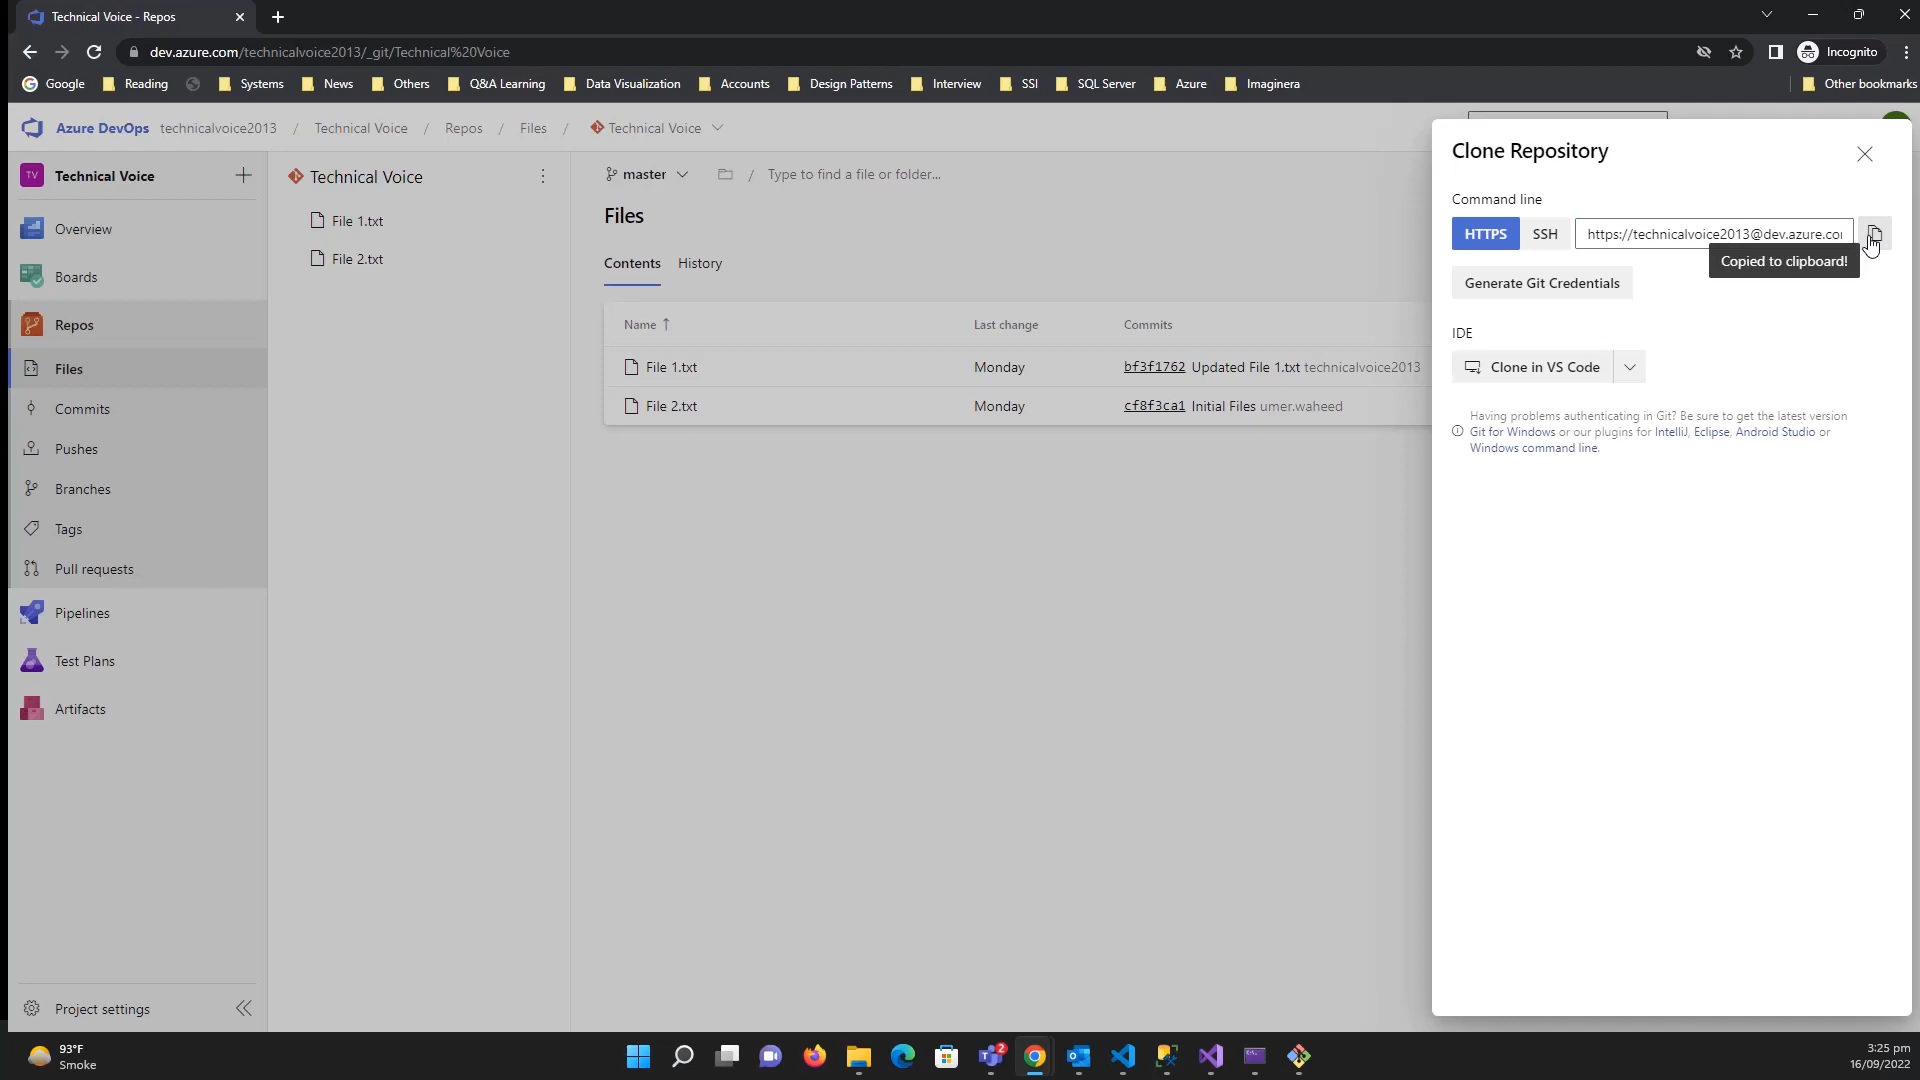 Technical Voice - Repos
dev.azure.com/technicalvoice2013/_git/Technical%20Voice
Incognito
Google Reading Systems News Others Q&A Learning Data Visualization Accounts Design Patterns Interview SSI SQL Server Azure Imaginera Other bookmarks
Azure DevOps technicalvoice2013 / Technical Voice / Repos / Files / Technical Voice
TV Technical Voice
Overview
Boards
Repos
Files
Commits
Pushes
Branches
Tags
Pull requests
Pipelines
Test Plans
Artifacts
Project settings
Technical Voice
File 1.txt
File 2.txt
master / Type to find a file or folder...
Files
Contents History
Name Last change Commits
File 1.txt Monday bf3f1762 Updated File 1.txt technicalvoice2013
File 2.txt Monday cf8f3ca1 Initial Files umer.waheed
Clone Repository
Command line
HTTPS SSH https://technicalvoice2013@dev.azure.co
Copied to clipboard!
Generate Git Credentials
IDE
Clone in VS Code
Having problems authenticating in Git? Be sure to get the latest version
Git for Windows or our plugins for IntelliJ, Eclipse, Android Studio or
Windows command line.
93°F
Smoke
2
3:25 pm
16/09/2022